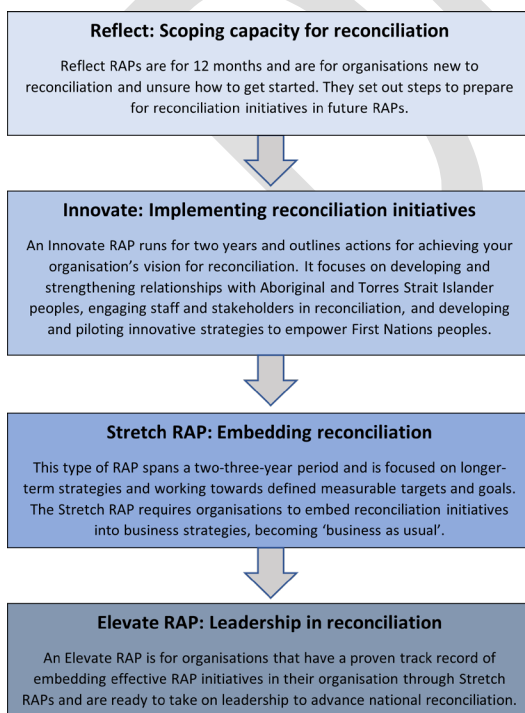 Reflect: Scoping capacity for reconciliation
Reflect RAPs are for 12 months and are for organisations new to
reconciliation and unsure how to get started. They set out steps to prepare
for reconciliation initiatives in future RAPs.
Innovate: Implementing reconciliation initiatives
An Innovate RAP runs for two years and outlines actions for achieving your
organisation’s vision for reconciliation. It focuses on developing and
strengthening relationships with Aboriginal and Torres Strait Islander
peoples, engaging staff and stakeholders in reconciliation, and developing
and piloting innovative strategies to empower First Nations peoples.
Stretch RAP: Embedding reconciliation
This type of RAP spans a two-three-year period and is focused on longer-
term strategies and working towards defined measurable targets and goals.
The Stretch RAP requires organisations to embed reconciliation initiatives
into business strategies, becoming ‘business as usual’.
Elevate RAP: Leadership in reconciliation
An Elevate RAP is for organisations that have a proven track record of
embedding effective RAP initiatives in their organisation through Stretch
RAPs and are ready to take on leadership to advance national reconciliation.